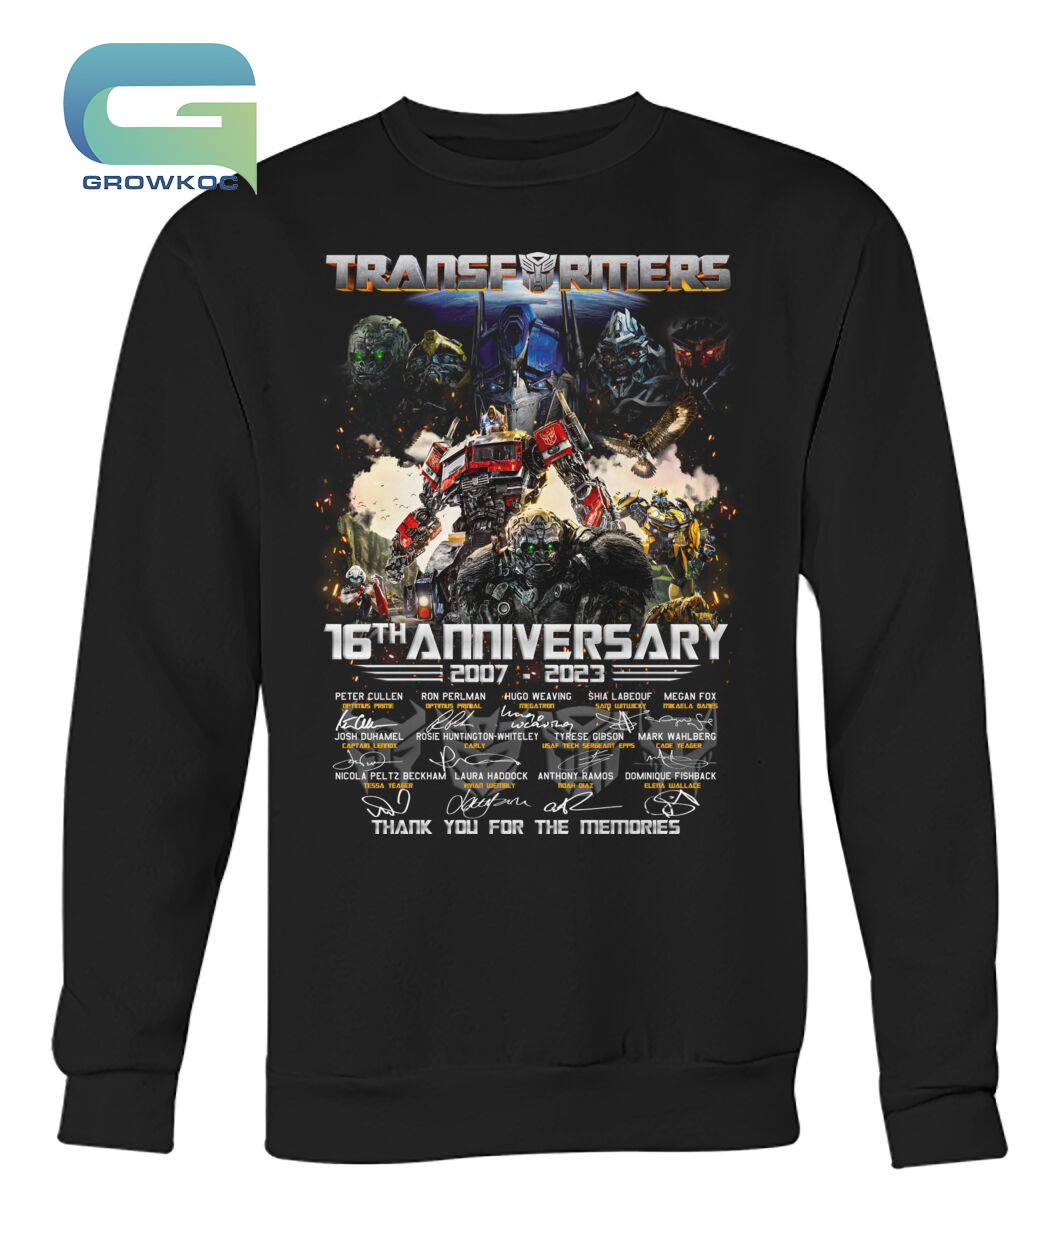 GROWKOC
TRANSFORMERS
16TH ANNIVERSARY
2007 - 2023
PETER CULLEN RON PERLMAN HUGO WEAVING SHIA LABEOUF MEGAN FOX
OPTIMUS PRIME OPTIMUS PRIMAL MEGATRON SAM WITWICKY MIKAELA BANES
JOSH DUHAMEL ROSIE HUNTINGTON-WHITELEY TYRESE GIBSON MARK WAHLBERG
CAPTAIN LENNOX CARLY USAF TECH SERGEANT EPPS CADE YEAGER
NICOLA PELTZ BECKHAM LAURA HADDOCK ANTHONY RAMOS DOMINIQUE FISHBACK
TESSA YEAGER VIVIAN WEMBLY NOAH DIAZ ELENA WALLACE
THANK YOU FOR THE MEMORIES